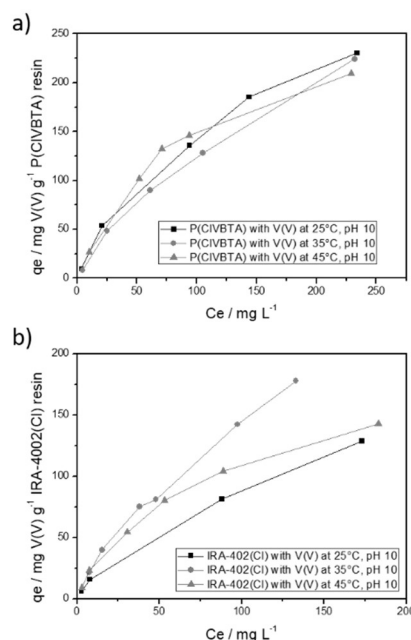 a)
250
200
150
100
50
0
qe / mg V(V) g-1 P(ClVBTA) resin
P(ClVBTA) with V(V) at 25°C, pH 10
P(ClVBTA) with V(V) at 35°C, pH 10
P(ClVBTA) with V(V) at 45°C, pH 10
0 50 100 150 200 250
Ce / mg L-1
b)
200
150
100
50
0
qe / mg V(V) g-1 IRA-4002(Cl) resin
IRA-402(Cl) with V(V) at 25°C, pH 10
IRA-402(Cl) with V(V) at 35°C, pH 10
IRA-402(Cl) with V(V) at 45°C, pH 10
0 50 100 150 200
Ce / mg L-1